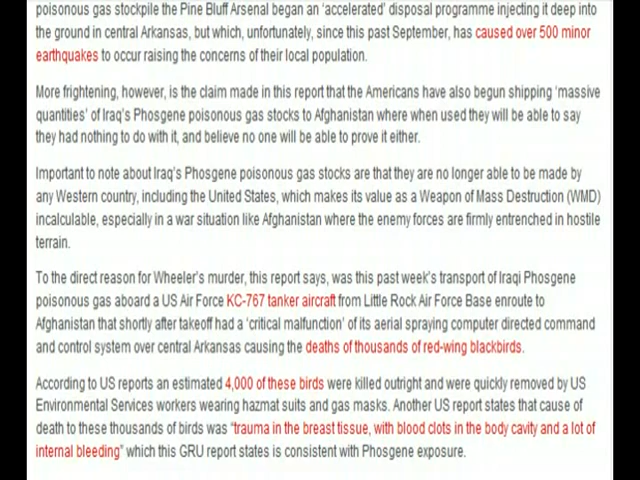 poisonous gas stockpile the Pine Bluff Arsenal began an 'accelerated' disposal programme injecting it deep into
the ground in central Arkansas, but which, unfortunately, since this past September, has caused over 500 minor
earthquakes to occur raising the concerns of their local population.
More frightening, however, is the claim made in this report that the Americans have also begun shipping 'massive
quantities' of Iraq's Phosgene poisonous gas stocks to Afghanistan where when used they will be able to say
they had nothing to do with it, and believe no one will be able to prove it either.
Important to note about Iraq's Phosgene poisonous gas stocks are that they are no longer able to be made by
any Western country, including the United States, which makes its value as a Weapon of Mass Destruction (WMD)
incalculable, especially in a war situation like Afghanistan where the enemy forces are firmly entrenched in hostile
terrain.
To the direct reason for Wheeler's murder, this report says, was this past week's transport of Iraqi Phosgene
poisonous gas aboard a US Air Force KC-767 tanker aircraft from Little Rock Air Force Base enroute to
Afghanistan that shortly after takeoff had a 'critical malfunction' of its aerial spraying computer directed command
and control system over central Arkansas causing the deaths of thousands of red-wing blackbirds.
According to US reports an estimated 4,000 of these birds were killed outright and were quickly removed by US
Environmental Services workers wearing hazmat suits and gas masks. Another US report states that cause of
death to these thousands of birds was "trauma in the breast tissue, with blood clots in the body cavity and a lot of
internal bleeding" which this GRU report states is consistent with Phosgene exposure.